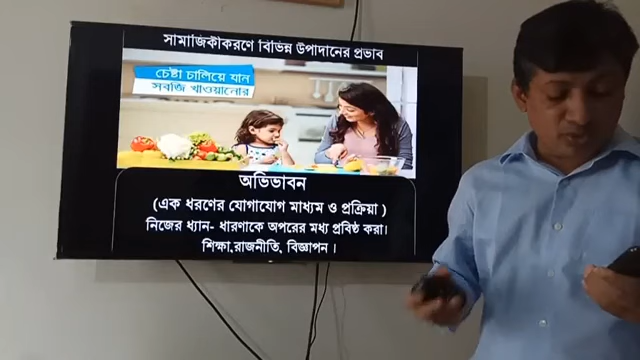 সামাজিকীকরণে বিভিন্ন উপাদানের প্রভাব
চেষ্টা চালিয়ে যান
সবজি খাওয়ানোর
অভিভাবন
(এক ধরণের যোগাযোগ মাধ্যম ও প্রক্রিয়া )
নিজের ধ্যান- ধারণাকে অপরের মধ্য প্রবিষ্ঠ করা।
শিক্ষা,রাজনীতি, বিজ্ঞাপন ।